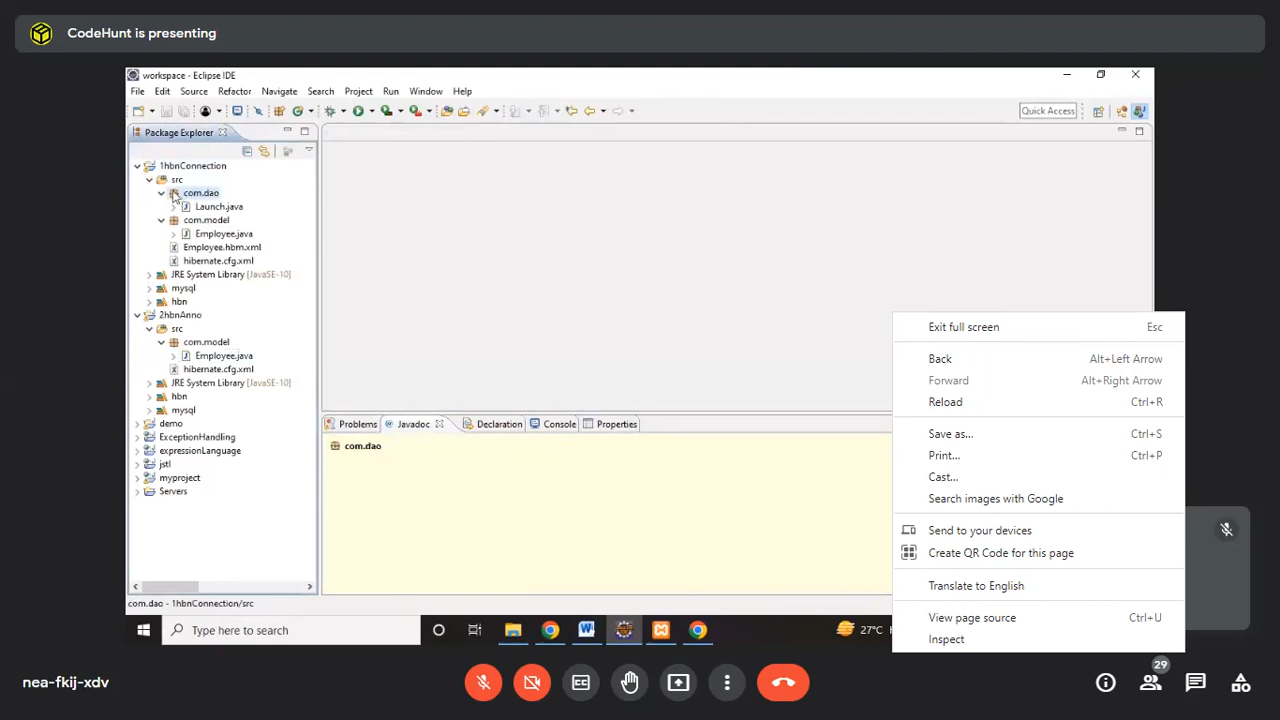 CodeHunt is presenting
workspace - Eclipse IDE
File Edit Source Refactor Navigate Search Project Run Window Help
Quick Access
Package Explorer
1hbnConnection
src
com.dao
Launch.java
com.model
Employee.java
Employee.hbm.xml
hibernate.cfg.xml
JRE System Library [JavaSE-10]
mysql
hbn
2hbnAnno
src
com.model
Employee.java
hibernate.cfg.xml
JRE System Library [JavaSE-10]
hbn
mysql
demo
ExceptionHandling
expressionLanguage
jstl
myproject
Servers
Problems @ Javadoc Declaration Console Properties
com.dao
Exit full screen Esc
Back Alt+Left Arrow
Forward Alt+Right Arrow
Reload Ctrl+R
Save as... Ctrl+S
Print... Ctrl+P
Cast...
Search images with Google
Send to your devices
Create QR Code for this page
Translate to English
View page source Ctrl+U
Inspect
com.dao - 1hbnConnection/src
Type here to search
27°C
nea-fkij-xdv
29